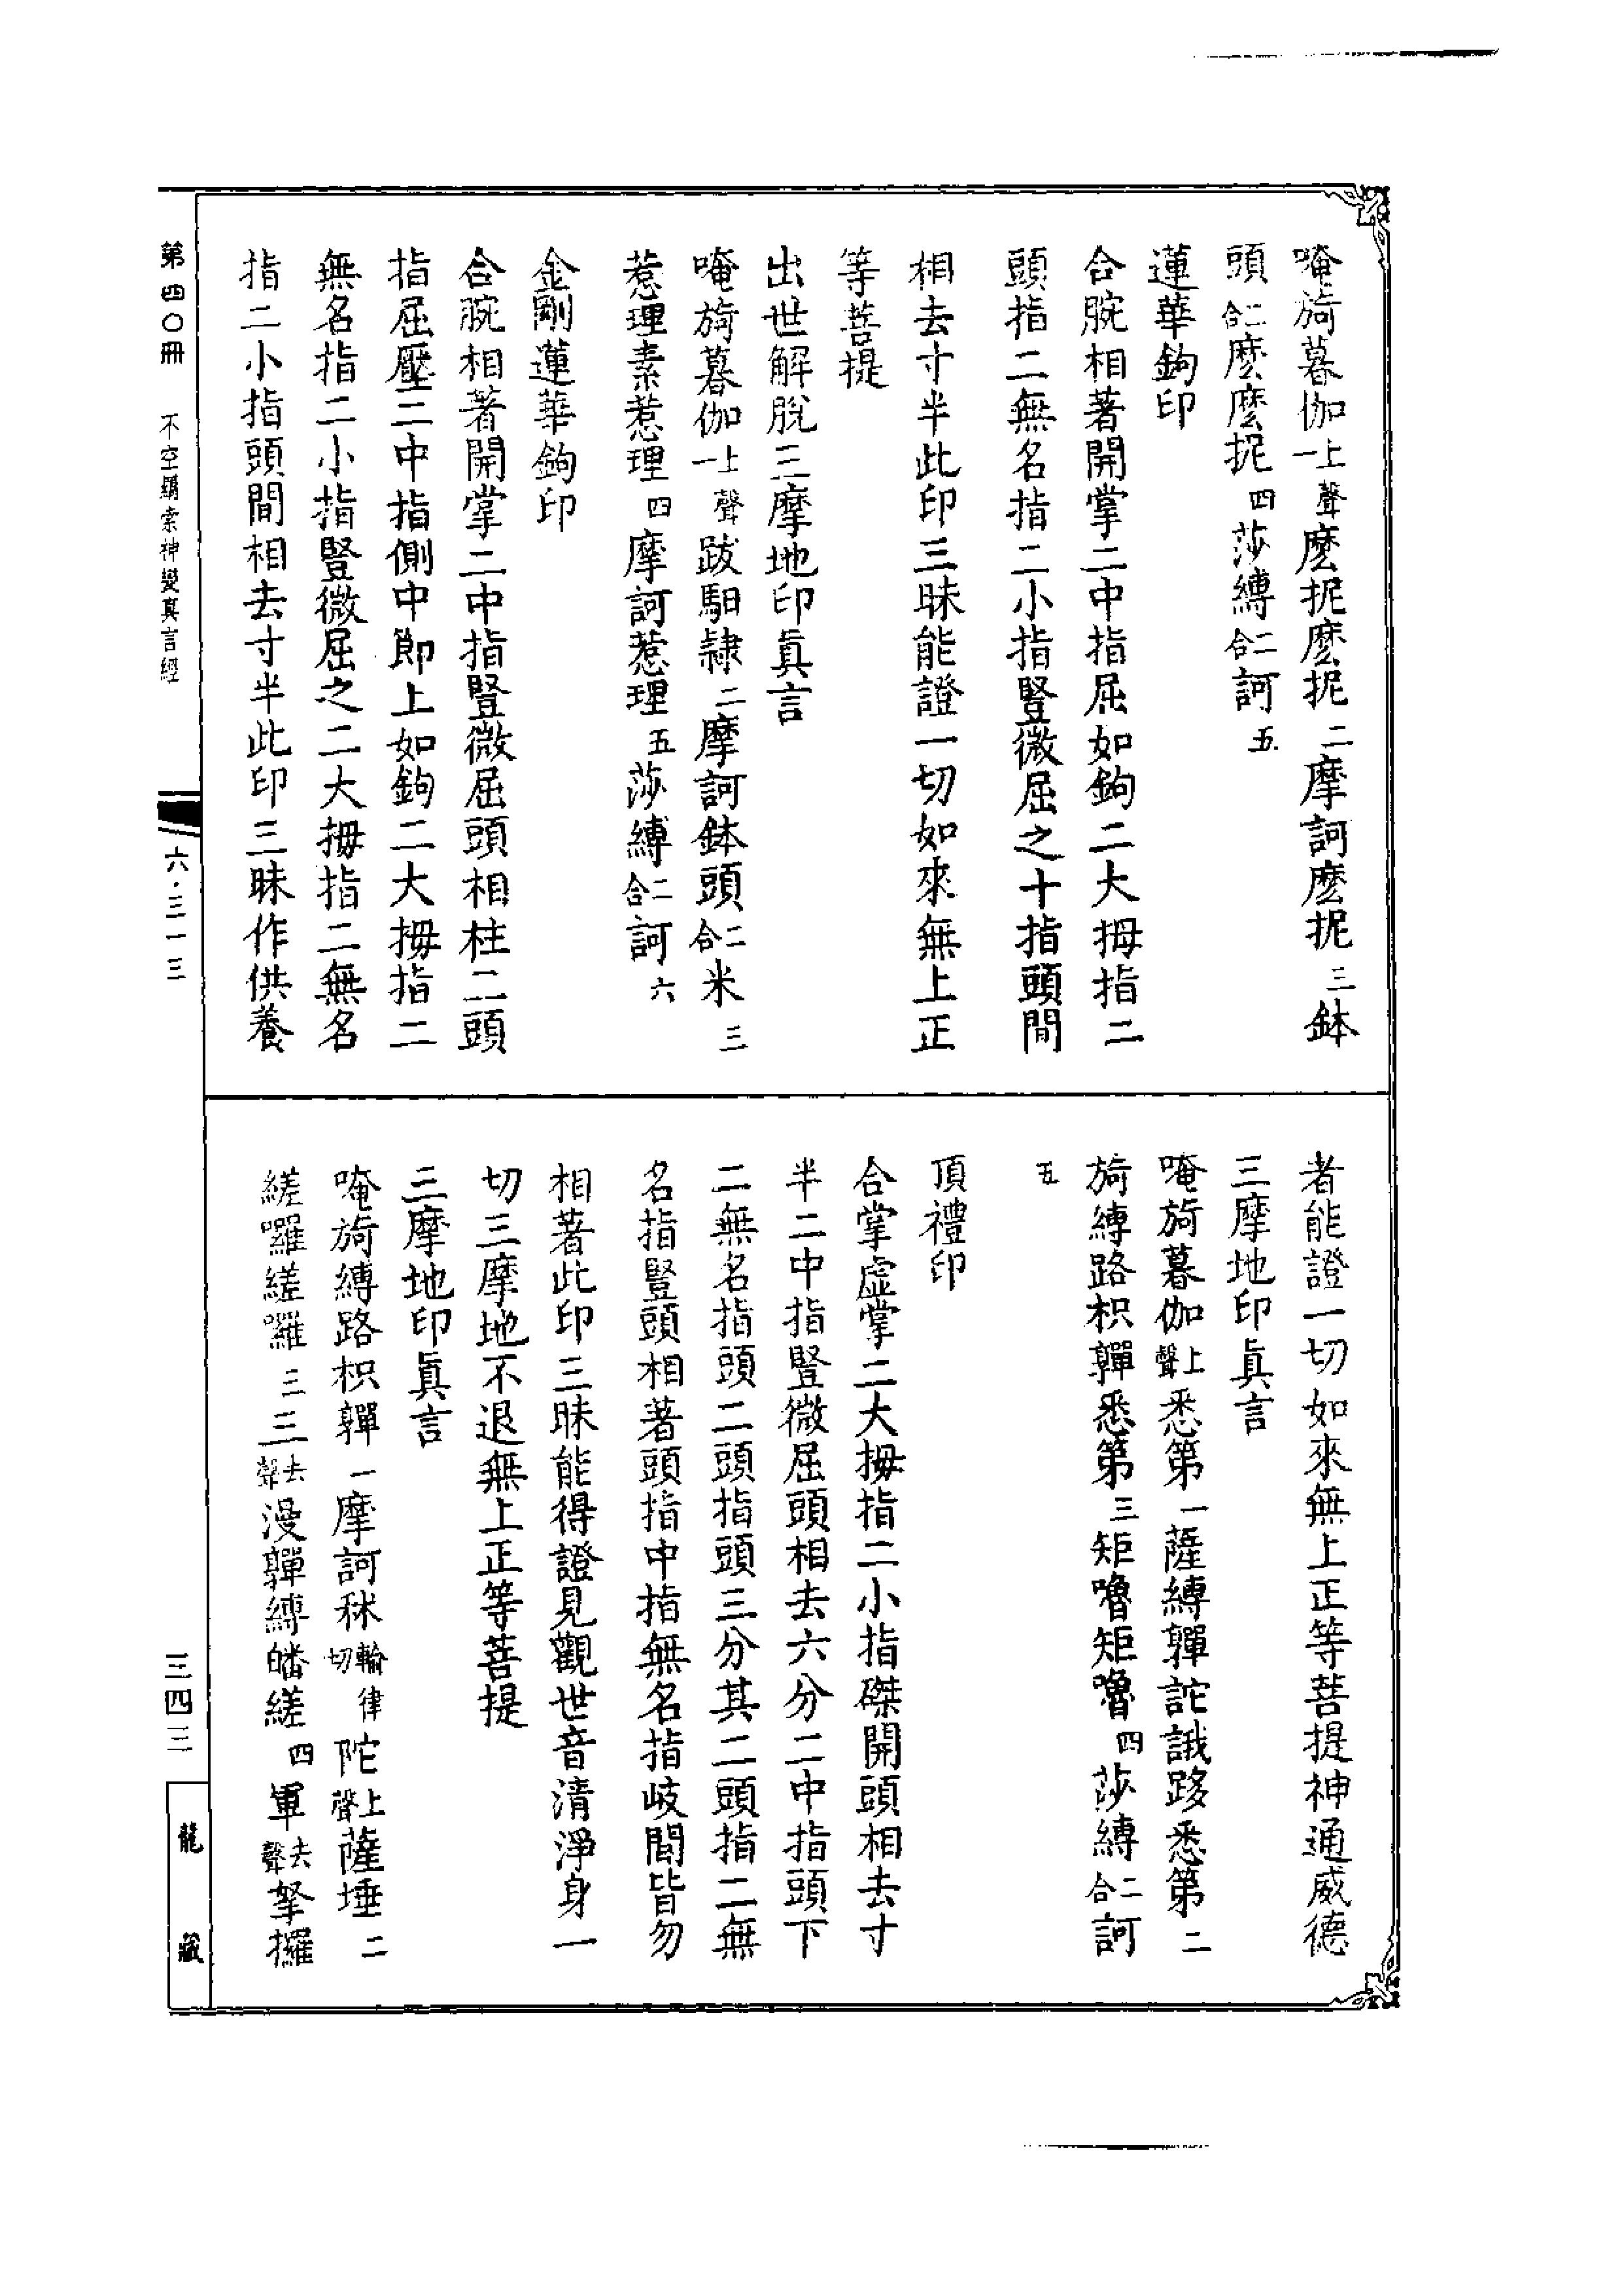 唵旖暮伽上聲一麽抳麽抳二摩訶麽抳三鉢
頭二合麽麽抳四莎縛二合訶五
蓮華鉤印
合腕相著開掌二中指屈如鉤二大拇指二
頭指二無名指二小指豎微屈之十指頭間
相去寸半此印三昧能證一切如來無上正
等菩提
出世解脫三摩地印真言
唵旖暮伽上聲一跋馹隸二摩訶鉢頭二合米三
惹理素惹理四摩訶惹理五莎縛二合訶六
金剛蓮華鉤印
合腕相著開掌二中指豎微屈頭相柱二頭
指屈壓二中指側中節上如鉤二大拇指二
無名指二小指豎微屈之二大拇指二無名
指二小指頭間相去寸半此印三昧作供養
者能證一切如來無上正等菩提神通威德
三摩地印真言
唵旖暮伽上聲悉第一薩縛嚲詑誐跢悉第二
旖縛路枳嚲悉第三矩嚕矩嚕四莎縛二合訶
五
頂禮印
合掌虛掌二大拇指二小指磔開頭相去寸
半二中指豎微屈頭相去六分二中指頭下
二無名指頭二頭指頭三分其二頭指二無
名指豎頭相著頭指中指無名指岐間皆勿
相著此印三昧能得證見觀世音清淨身一
切三摩地不退無上正等菩提
三摩地印真言
唵旖縛路枳嚲一摩訶秫輪律切陀上聲薩埵二
縒囉縒囉三三去聲漫嚲縛皤縒四軍去聲拏攞
第四〇冊 不空羂索神變真言經
六·三一三
三四三
龍藏